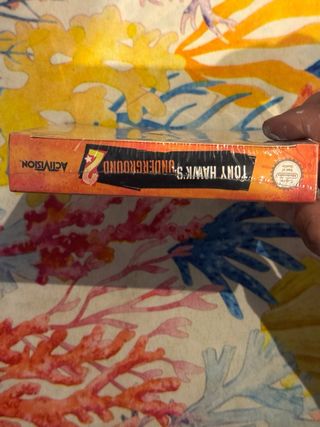 TONY HAWK'S
UNDERGROUND
2
ACTIVISION